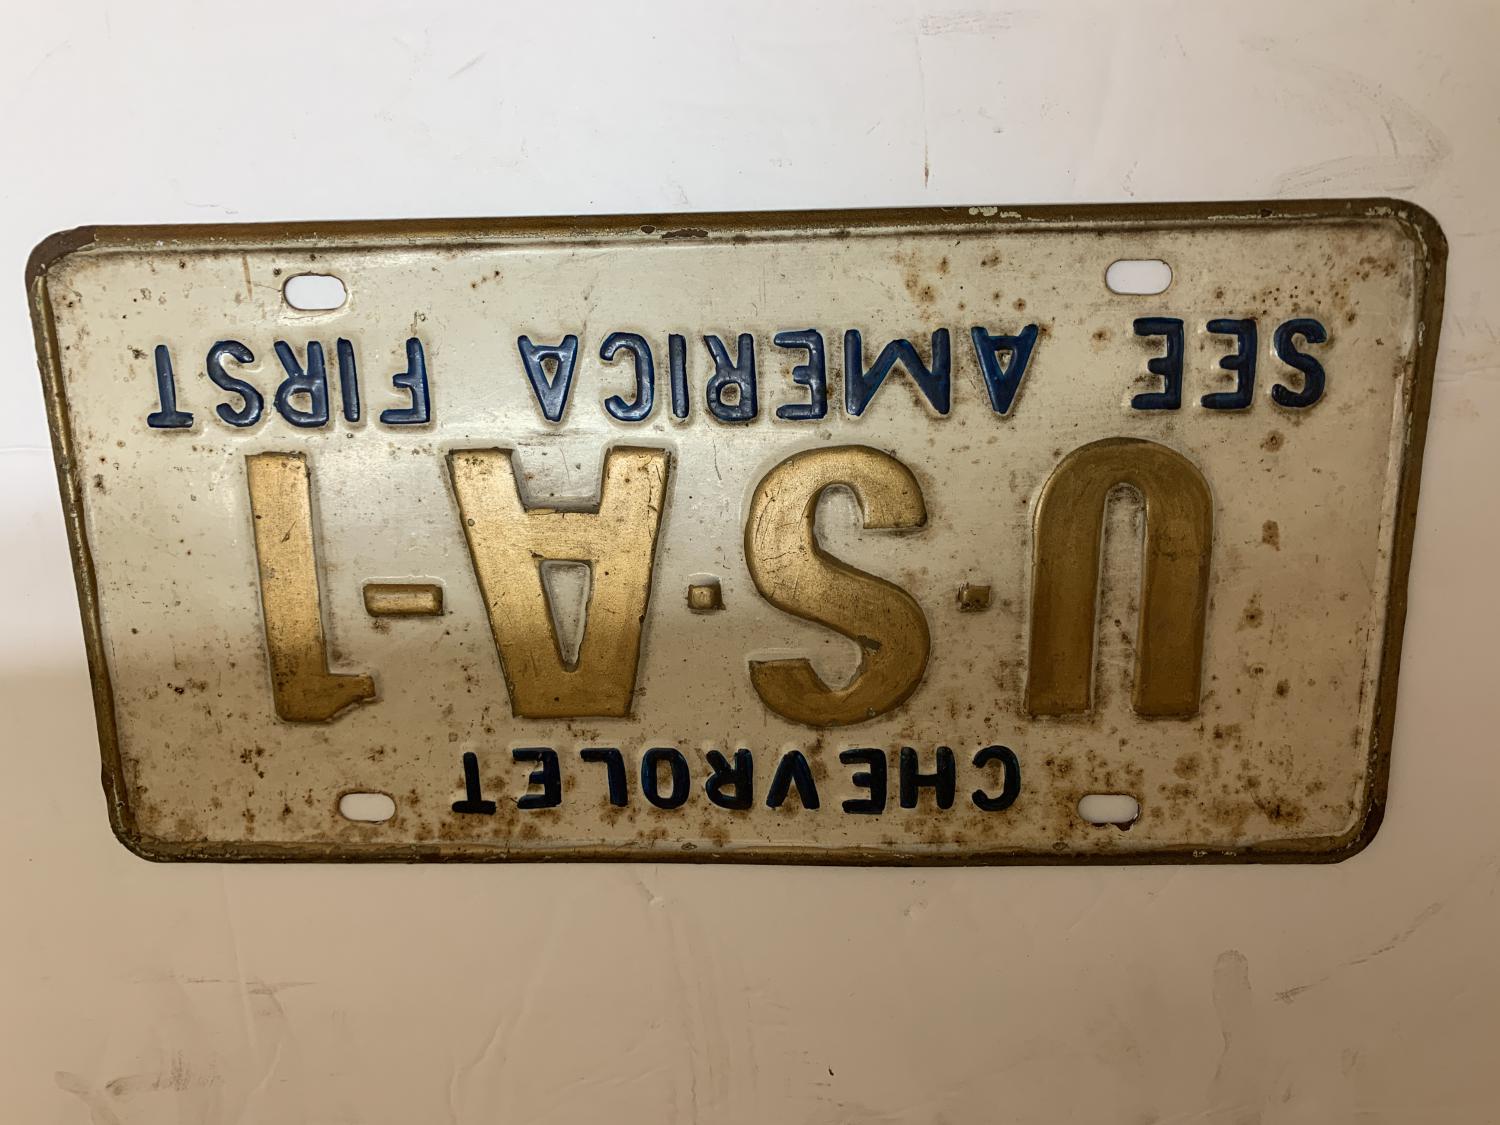 CHEVROLET
U·S·A-1
SEE AMERICA FIRST